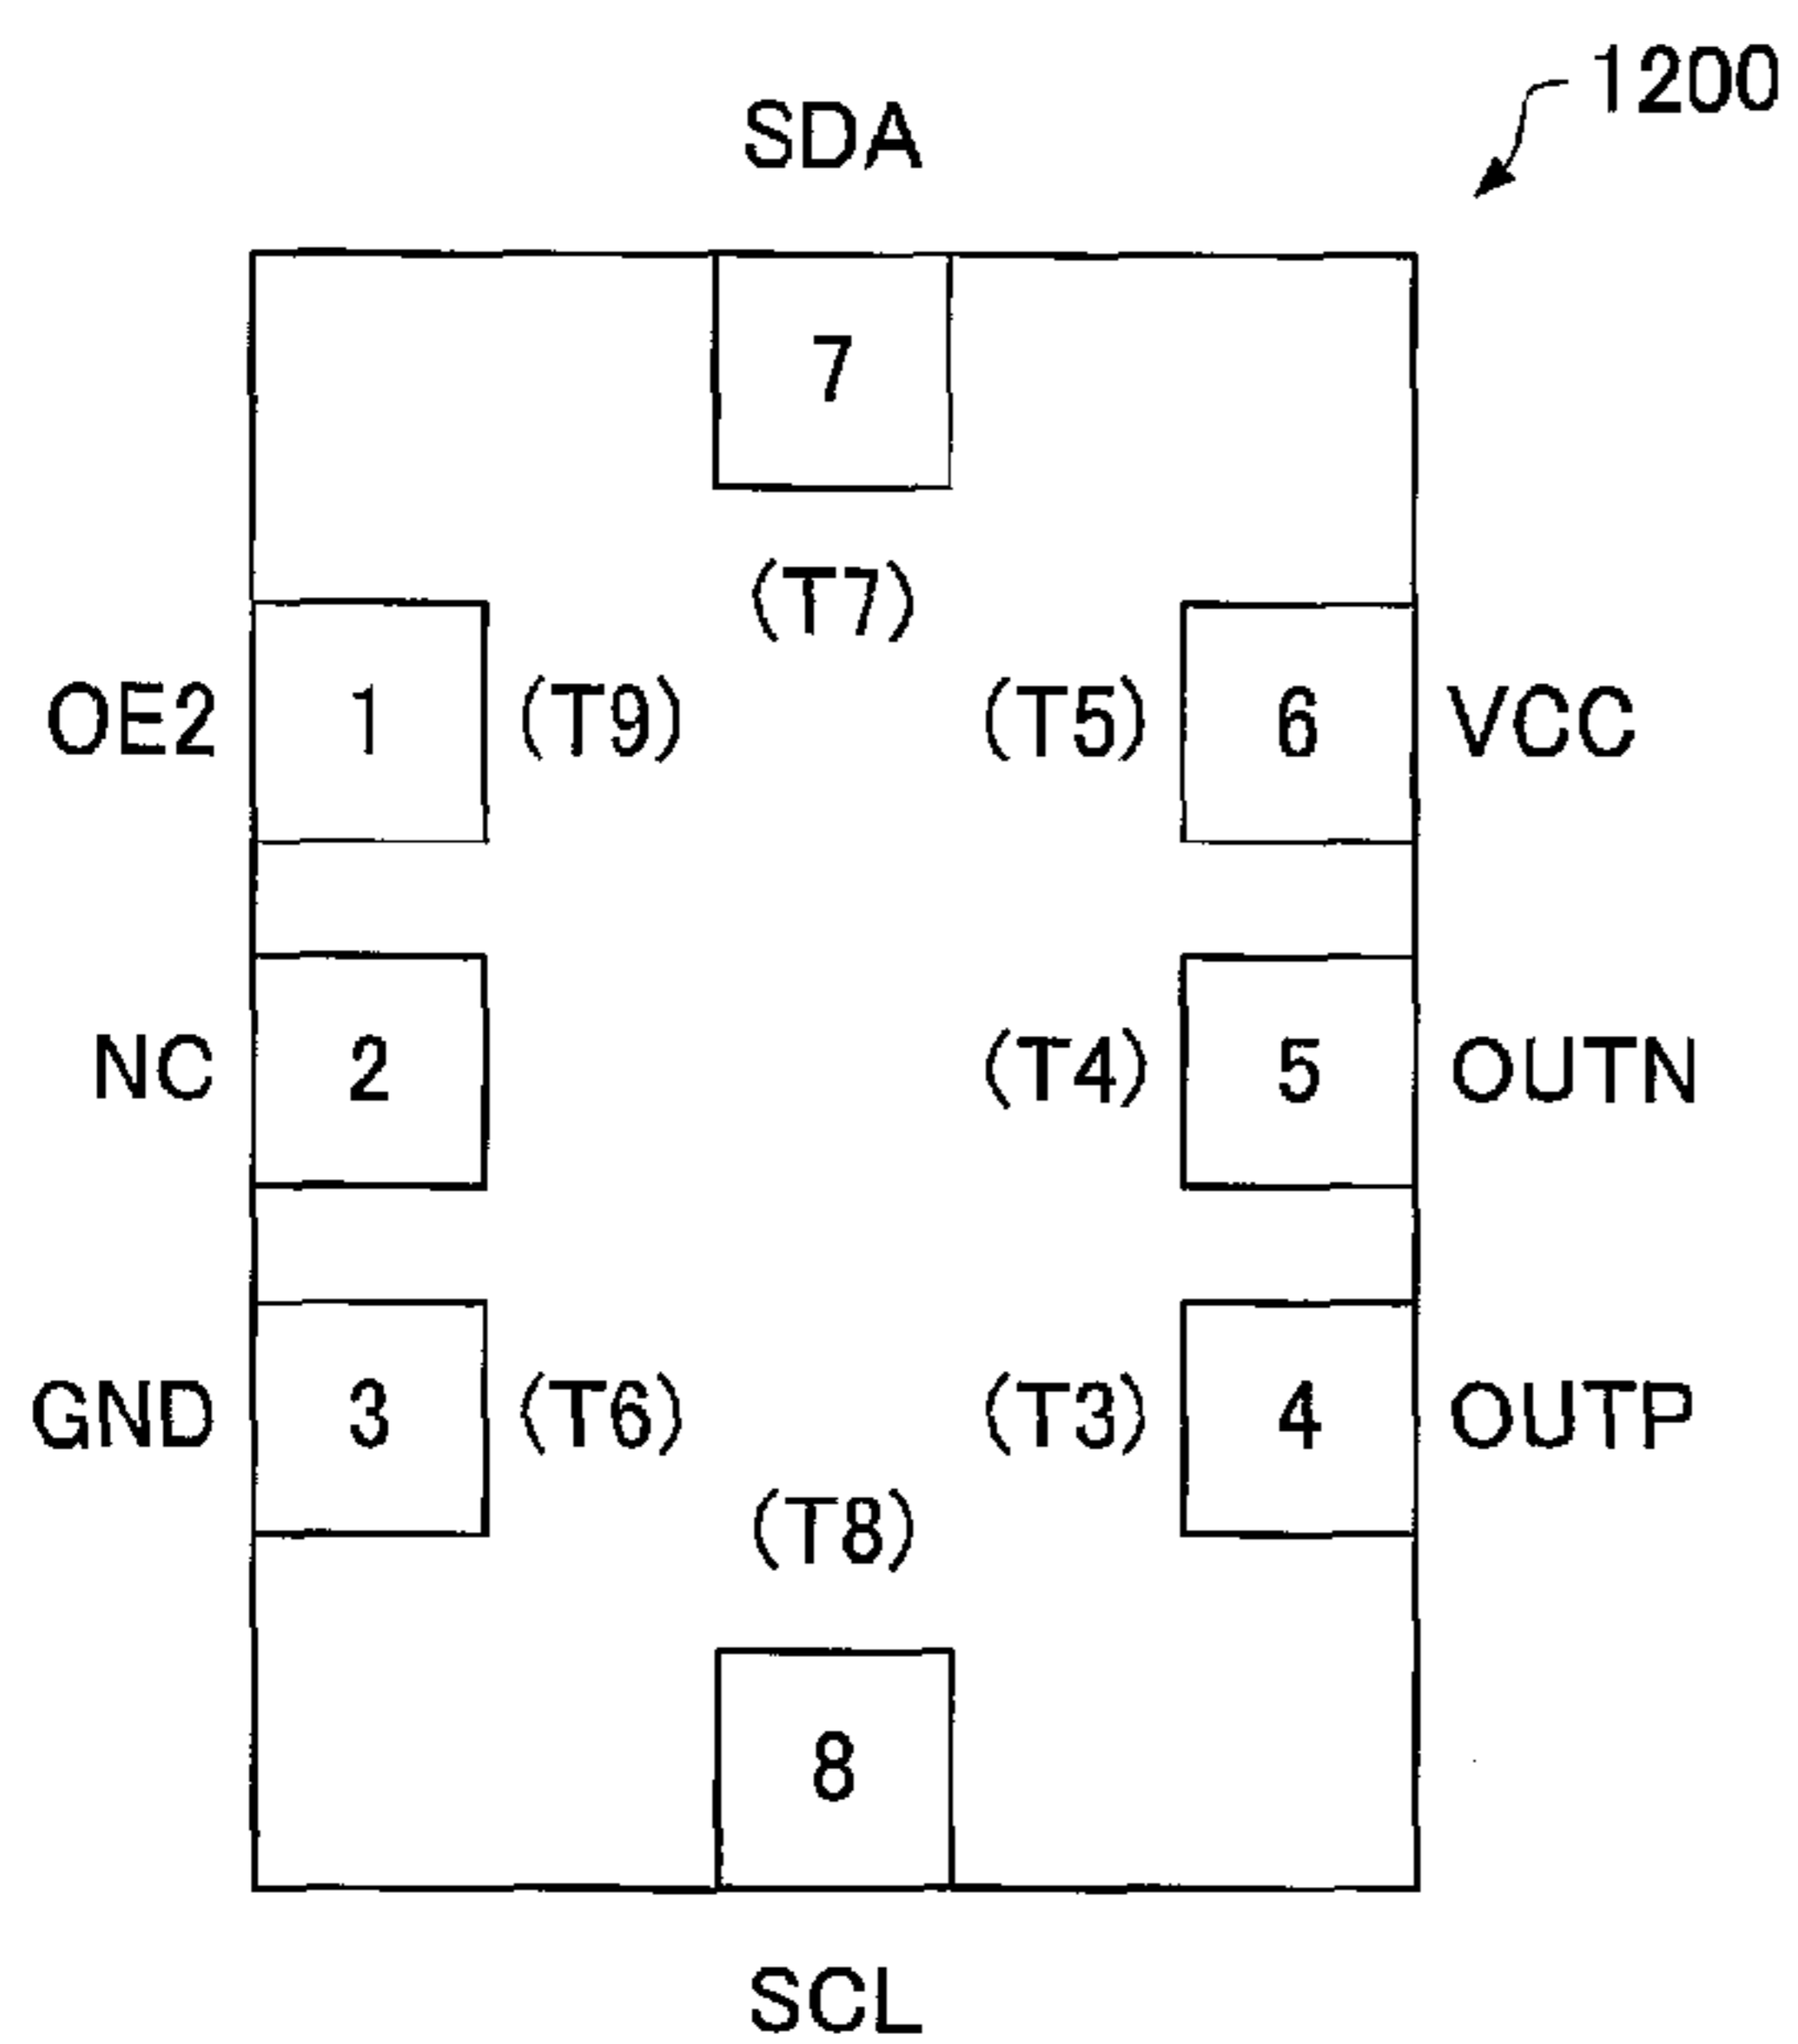 1200
SDA
7
(T7)
OE2 1 (T9) (T5) 6 VCC
NC 2 (T4) 5 OUTN
GND 3 (T6) (T3) 4 OUTP
(T8)
8
SCL